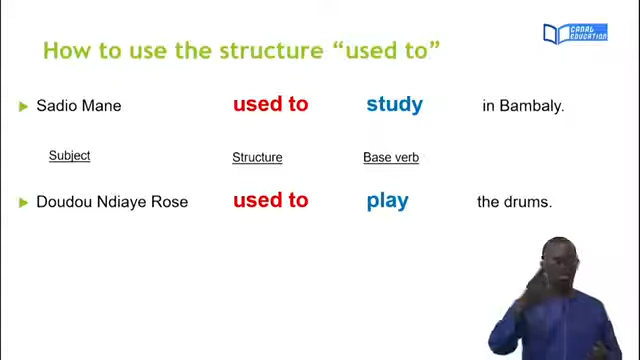 CANAL
EDUCATION
How to use the structure “used to”
Sadio Mane used to study in Bambaly.
Subject Structure Base verb
Doudou Ndiaye Rose used to play the drums.